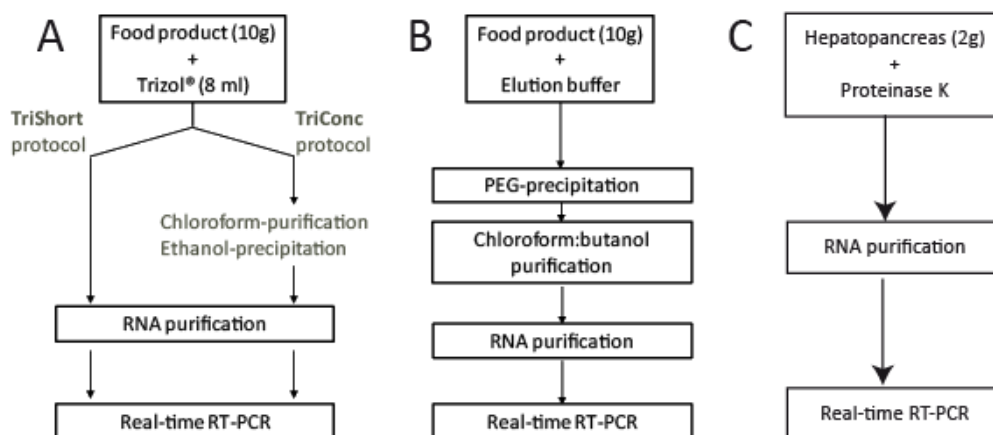 A
Food product (10g)
+
Trizol® (8 ml)
TriShort
protocol
TriConc
protocol
Chloroform-purification
Ethanol-precipitation
RNA purification
Real-time RT-PCR
B
Food product (10g)
+
Elution buffer
PEG-precipitation
Chloroform:butanol
purification
RNA purification
Real-time RT-PCR
C
Hepatopancreas (2g)
+
Proteinase K
RNA purification
Real-time RT-PCR